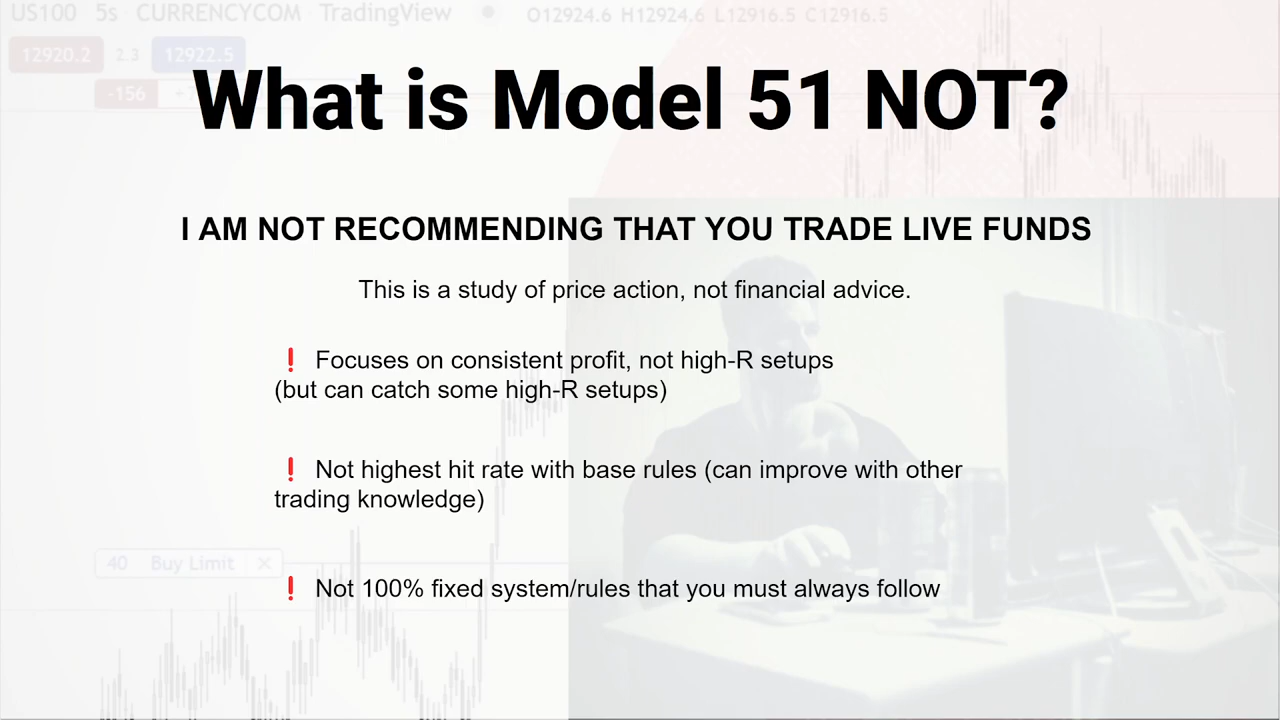 US100 5s · CURRENCYCOM · TradingView O12924.6 H12924.6 L12916.5 C12916.5
12920.2 2.3 12922.5
-156
What is Model 51 NOT?
I AM NOT RECOMMENDING THAT YOU TRADE LIVE FUNDS
This is a study of price action, not financial advice.
❗ Focuses on consistent profit, not high-R setups
(but can catch some high-R setups)
❗ Not highest hit rate with base rules (can improve with other
trading knowledge)
40 Buy Limit X
❗ Not 100% fixed system/rules that you must always follow